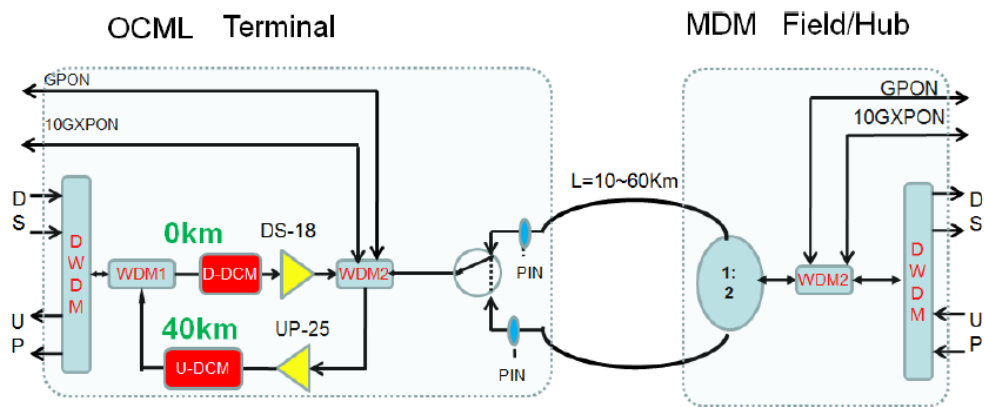 OCML Terminal
MDM Field/Hub
GPON
10GXPON
GPON
10GXPON
L=10~60Km
D
S
U
P
DWDM
WDM1
0km
D-DCM
DS-18
WDM2
40km
U-DCM
UP-25
PIN
PIN
1:
2
WDM2
DWDM
D
S
U
P